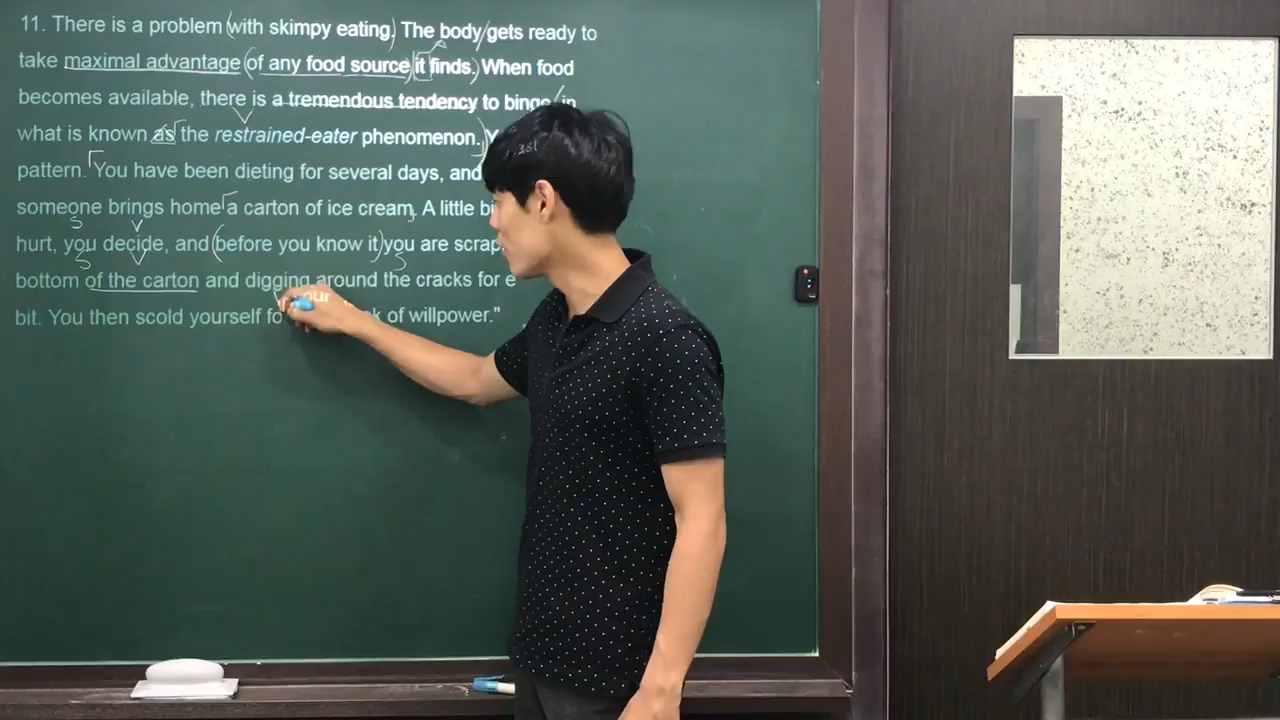 11. There is a problem with skimpy eating. The body gets ready to
take maximal advantage of any food source it finds. When food
becomes available, there is a tremendous tendency to binge in
what is known as the restrained-eater phenomenon.
pattern. You have been dieting for several days, and
someone brings home a carton of ice cream. A little
hurt, you decide, and before you know it you are
bottom of the carton and digging around the cracks for
bit. You then scold yourself of willpower."